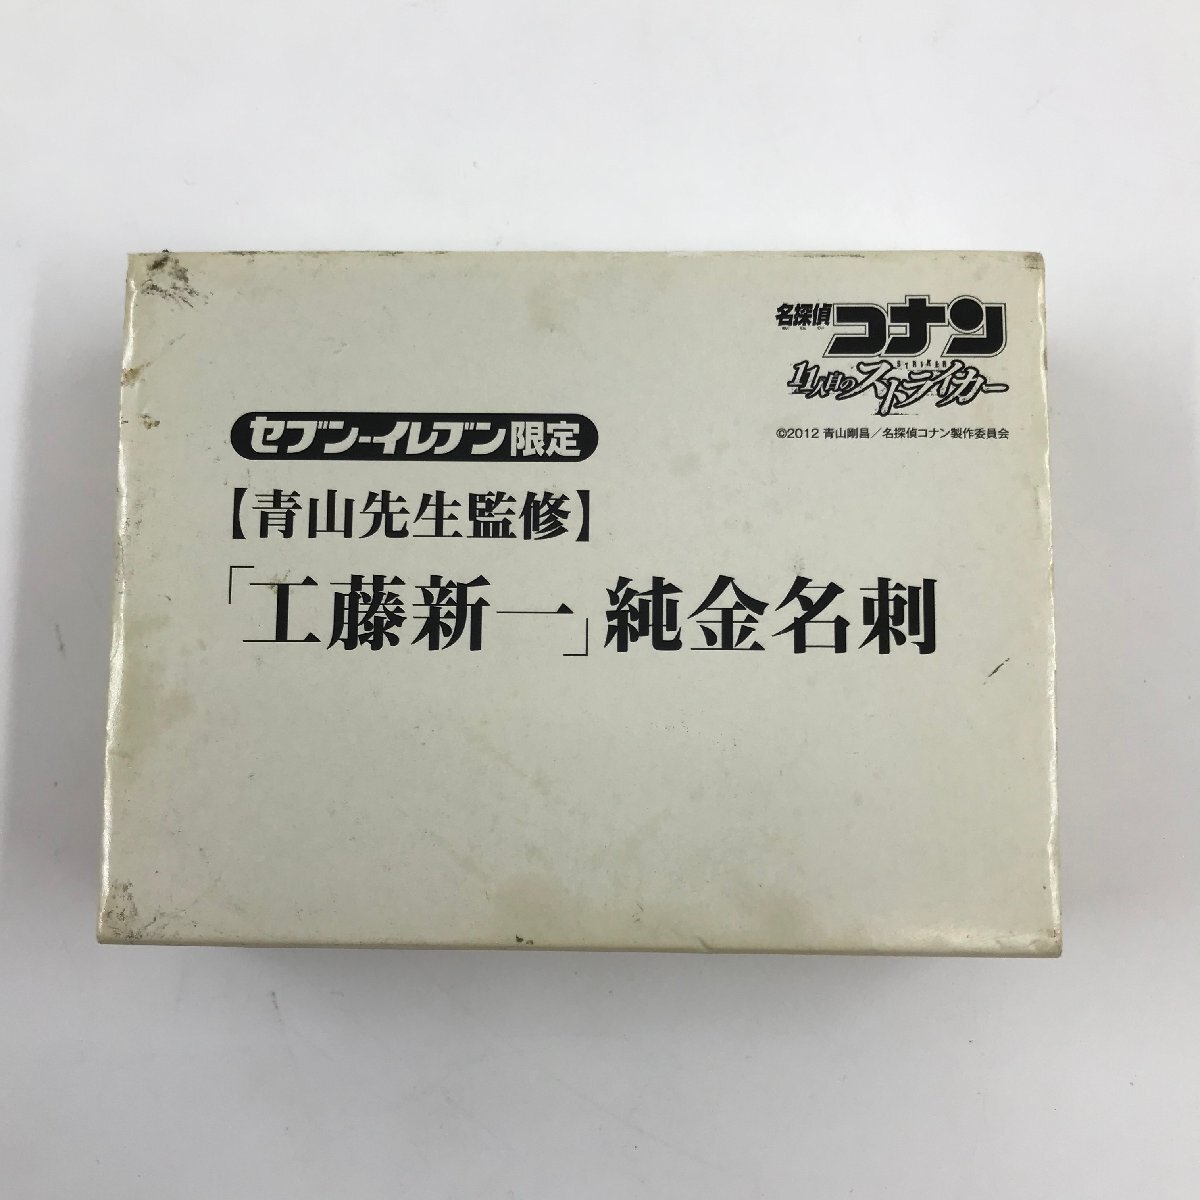 名探偵コナン
STRIKER
11人目のストライカー
©2012 青山剛昌／名探偵コナン製作委員会
セブン-イレブン限定
【青山先生監修】
「工藤新一」純金名刺